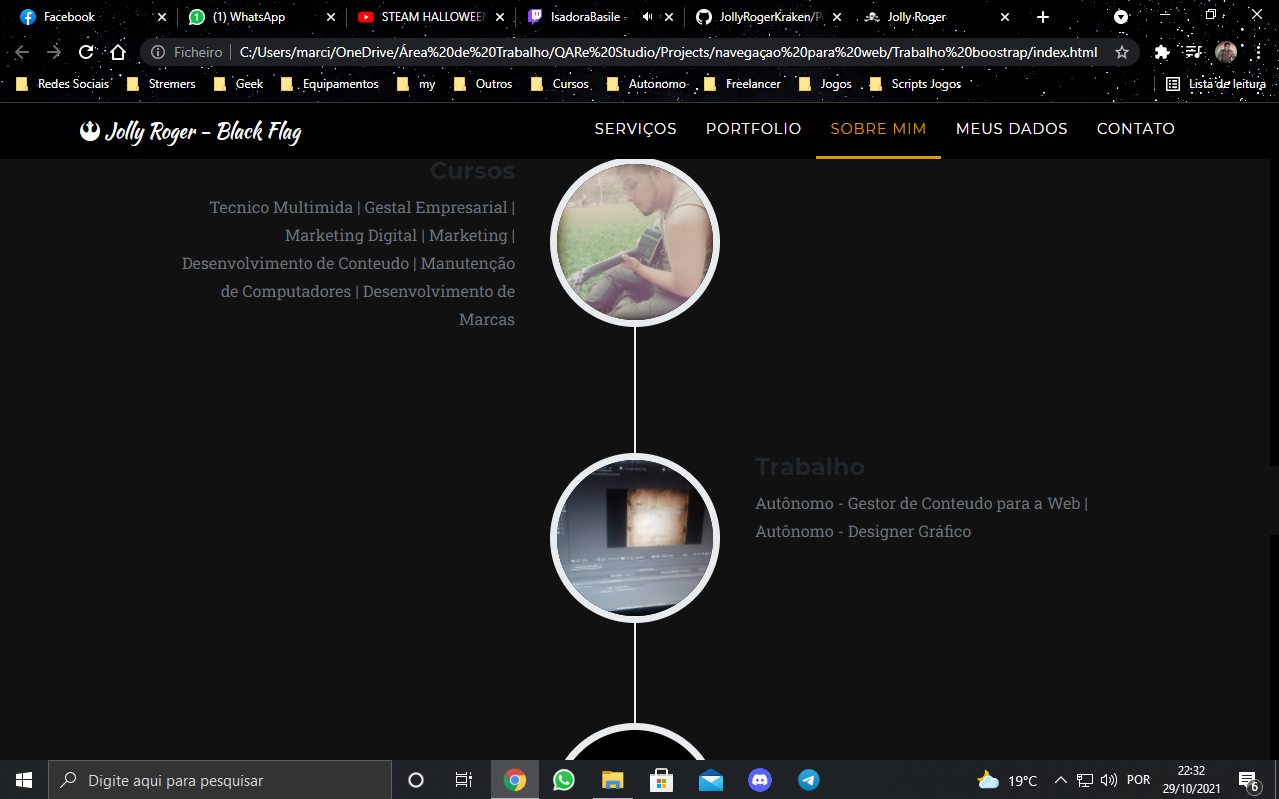 Facebook
(1) WhatsApp
STEAM HALLOWEEN
IsadoraBasile -
JollyRogerKraken/P
Jolly Roger
Ficheiro
C:/Users/marci/OneDrive/Área%20de%20Trabalho/QARe%20Studio/Projects/navegaçao%20para%20web/Trabalho%20boostrap/index.html
Redes Sociais
Stremers
Geek
Equipamentos
my
Outros
Cursos
Autonomo
Freelancer
Jogos
Scripts Jogos
Lista de leitura
Jolly Roger – Black Flag
SERVIÇOS
PORTFOLIO
SOBRE MIM
MEUS DADOS
CONTATO
Cursos
Tecnico Multimida | Gestal Empresarial |
Marketing Digital | Marketing |
Desenvolvimento de Conteudo | Manutenção
de Computadores | Desenvolvimento de
Marcas
Trabalho
Autônomo - Gestor de Conteudo para a Web |
Autônomo - Designer Gráfico
Digite aqui para pesquisar
19°C
POR
22:32
29/10/2021
6